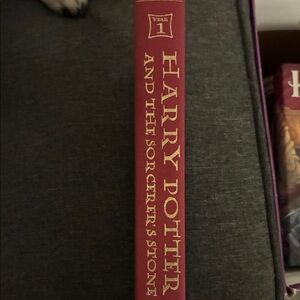 YEAR
1
HARRY POTTER
AND THE SORCERER'S STONE